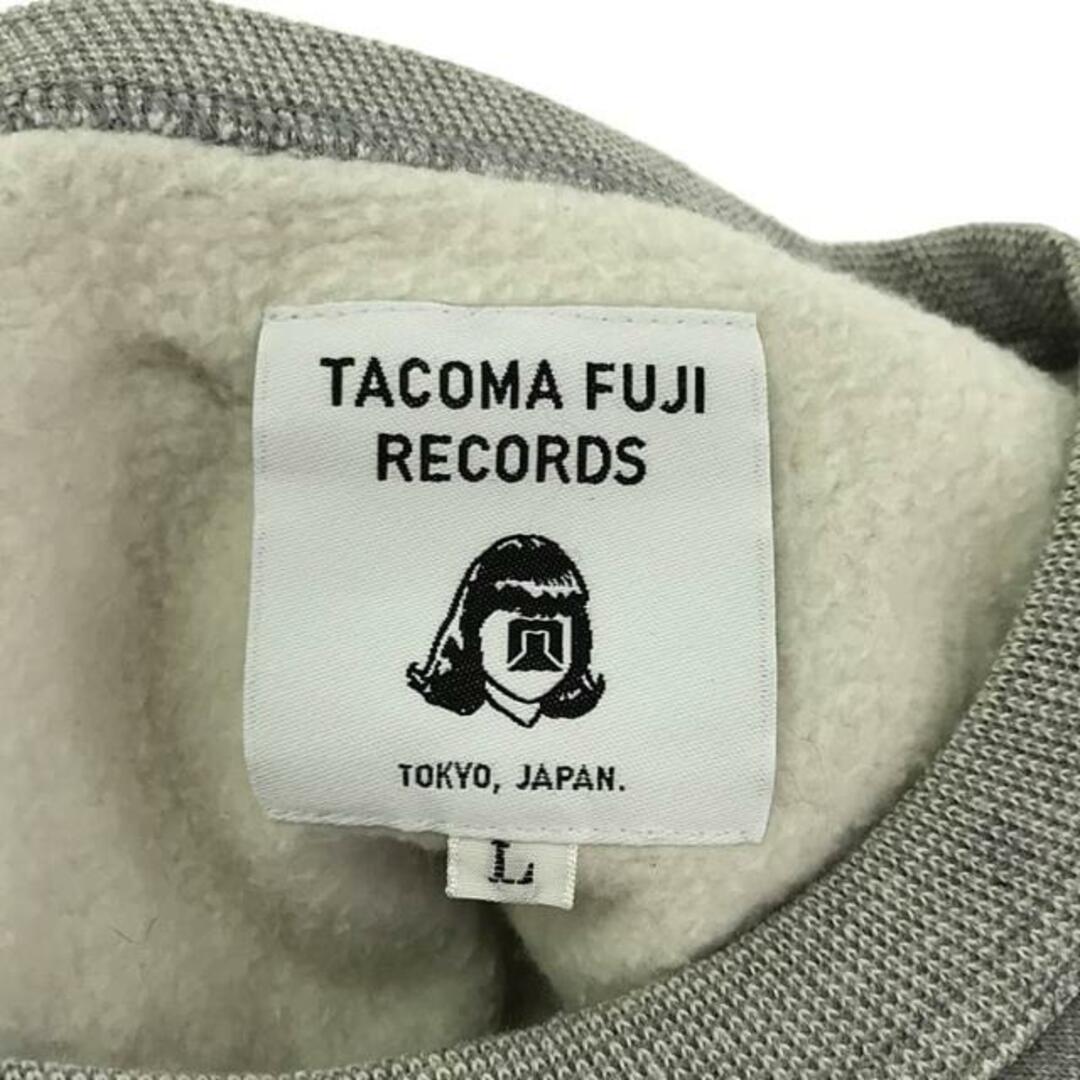 TACOMA FUJI
RECORDS
TOKYO, JAPAN.
L